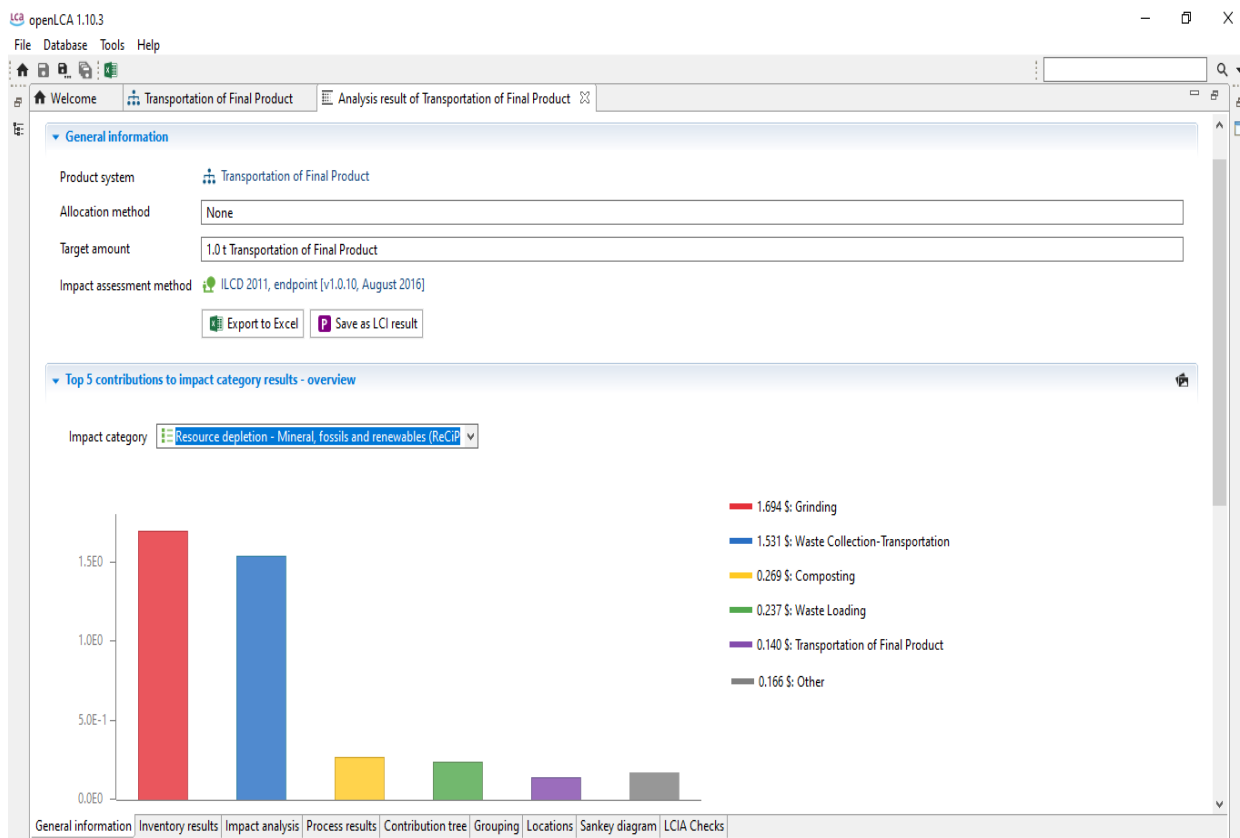 LCA openLCA 1.10.3
File Database Tools Help
Welcome Transportation of Final Product Analysis result of Transportation of Final Product
General information
Product system Transportation of Final Product
Allocation method None
Target amount 1.0 t Transportation of Final Product
Impact assessment method ILCD 2011, endpoint [v1.0.10, August 2016]
Export to Excel P Save as LCI result
Top 5 contributions to impact category results - overview
Impact category Resource depletion - Mineral, fossils and renewables (ReCiP
1.694 $: Grinding
1.531 $: Waste Collection-Transportation
0.269 $: Composting
0.237 $: Waste Loading
0.140 $: Transportation of Final Product
0.166 $: Other
1.5E0
1.0E0
5.0E-1
0.0E0
General information Inventory results Impact analysis Process results Contribution tree Grouping Locations Sankey diagram LCIA Checks